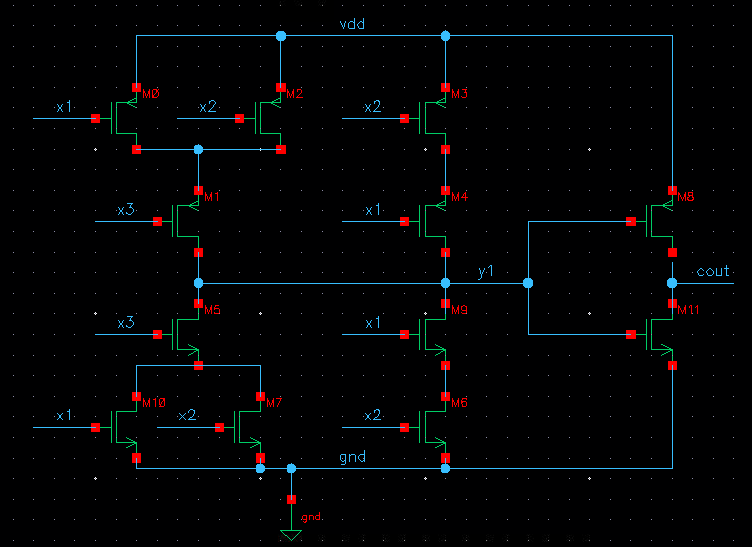 vdd
x1 M0 x2 M2 x2 M3
x3 M1 x1 M4 M8
y1 cout
x3 M5 x1 M9 M11
x1 M10 x2 M7 x2 M6
gnd
gnd